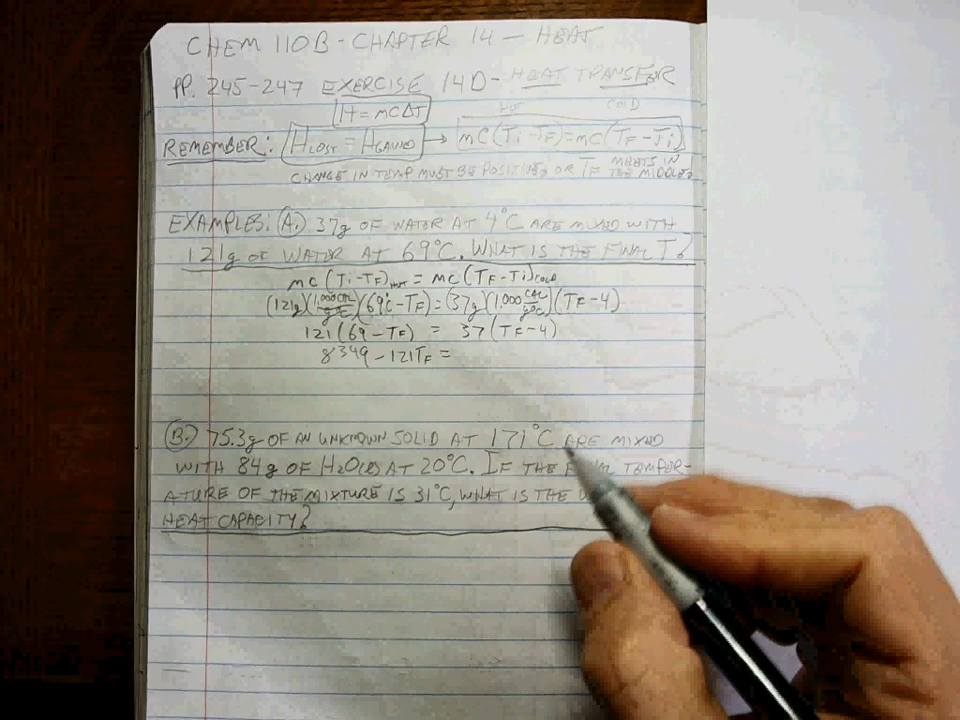 CHEM 110B - CHAPTER 14 - HEAT
PP. 245-247 EXERCISE 14D - HEAT TRANSFER
H = mCΔT
HOT COLD
REMEMBER: H LOST = H GAINED → mC(Ti - TF) = mC(TF - Ti)
CHANGE IN TEMP MUST BE POSITIVE, OR TF MEETS IN THE MIDDLE
EXAMPLES: A. 37g OF WATER AT 4°C ARE MIXED WITH
121g OF WATER AT 69°C. WHAT IS THE FINAL T?
mC(Ti - TF)HOT = mC(TF - Ti)COLD
(121g)(1.000 CAL/g°C)(69°C - TF) = (37g)(1.000 CAL/g°C)(TF - 4)
121(69 - TF) = 37(TF - 4)
8349 - 121TF =
B. 75.3g OF AN UNKNOWN SOLID AT 171°C ARE MIXED
WITH 84g OF H2O(l) AT 20°C. IF THE FINAL TEMPER-
ATURE OF THE MIXTURE IS 31°C, WHAT IS THE
HEAT CAPACITY?